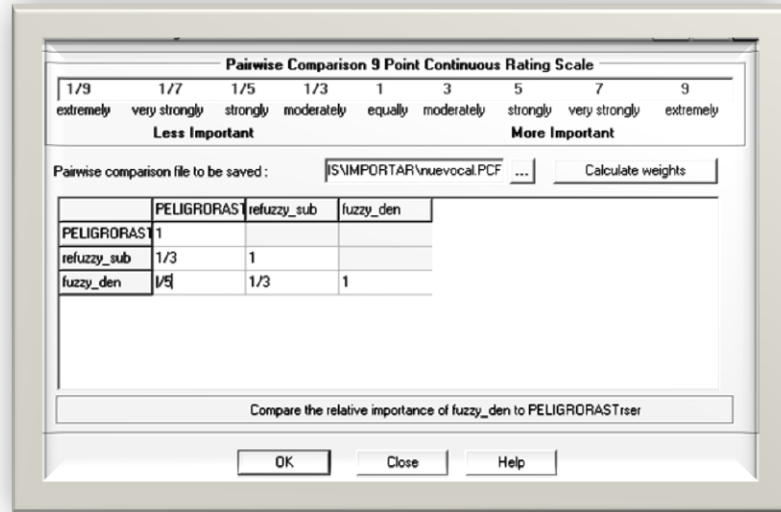 Pairwise Comparison 9 Point Continuous Rating Scale
1/9 1/7 1/5 1/3 1 3 5 7 9
extremely very strongly strongly moderately equally moderately strongly very strongly extremely
Less Important More Important
Pairwise comparison file to be saved : IS\IMPORTAR\nuevocal.PCF ... Calculate weights
PELIGRORAST refuzzy_sub fuzzy_den
PELIGRORAST 1
refuzzy_sub 1/3 1
fuzzy_den 1/5 1/3 1
Compare the relative importance of fuzzy_den to PELIGRORASTrser
OK Close Help